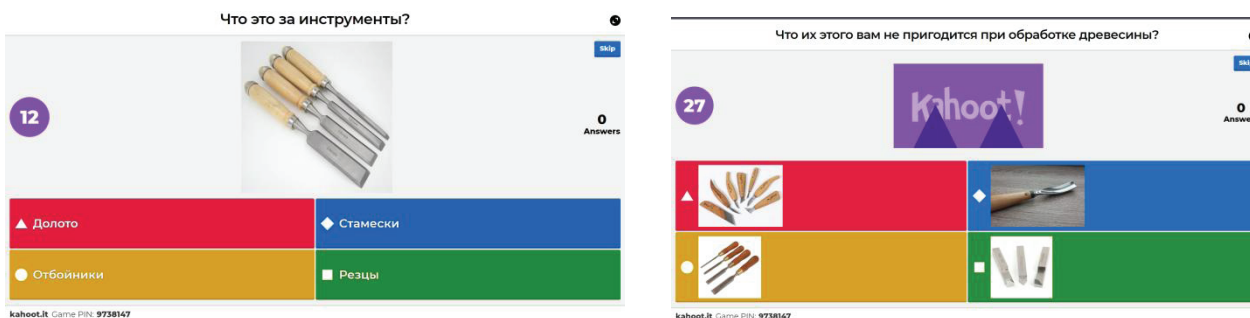 Что это за инструменты?
Skip
12
0
Answers
Долото
Стамески
Отбойники
Резцы
kahoot.it Game PIN: 9738147
Что их этого вам не пригодится при обработке древесины?
27
Kahoot!
0
kahoot.it Game PIN: 9738147